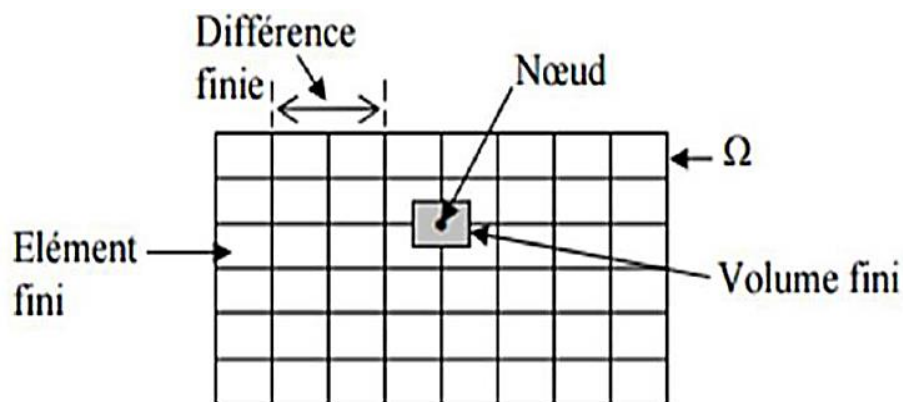 Différence
finie
Nœud
Ω
Elément
fini
Volume fini